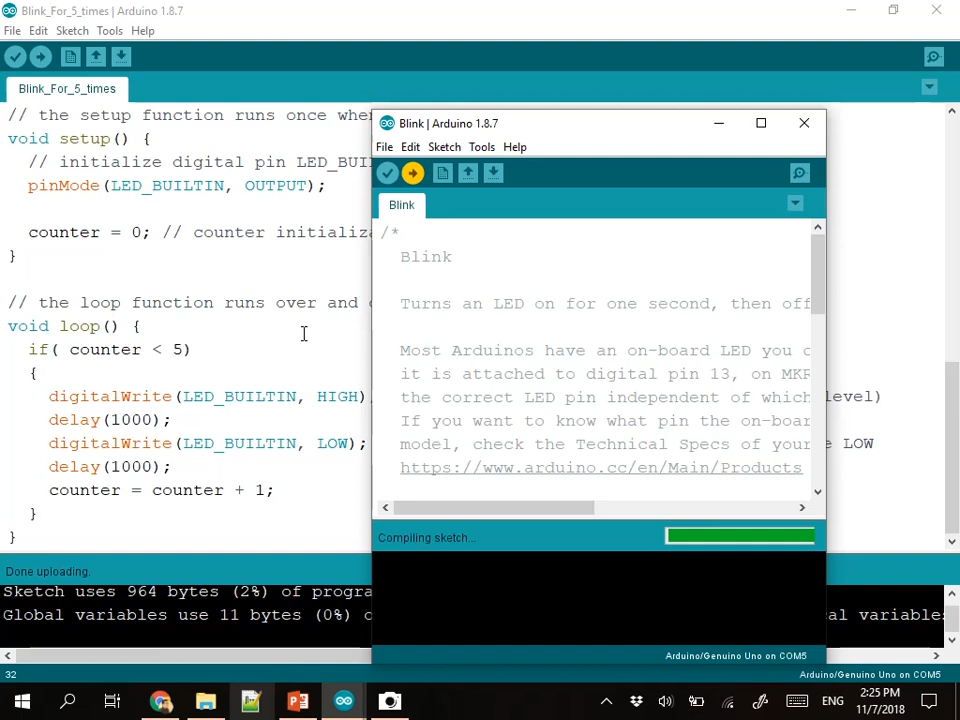 Blink_For_5_times | Arduino 1.8.7
File Edit Sketch Tools Help
Blink_For_5_times
// the setup function runs once
void setup() {
// initialize digital pin
pinMode(LED_BUILTIN, OUTPUT);
counter = 0; // counter
}
// the loop function runs over and
void loop() {
if( counter < 5)
{
digitalWrite(LED_BUILTIN, HIGH)
level)
delay(1000);
digitalWrite(LED_BUILTIN, LOW);
LOW
delay(1000);
counter = counter + 1;
}
}
Done uploading.
Sketch uses 964 bytes (2%) of
Global variables use 11 bytes (0%)
variables
32
Arduino/Genuino Uno on COM5
Blink | Arduino 1.8.7
File Edit Sketch Tools Help
Blink
/*
Blink
Turns an LED on for one second, then off
Most Arduinos have an on-board LED you
it is attached to digital pin 13, on MKR
the correct LED pin independent of which
If you want to know what pin the
model, check the Technical Specs of your
https://www.arduino.cc/en/Main/Products
Compiling sketch...
Arduino/Genuino Uno on COM5
ENG
2:25 PM
11/7/2018